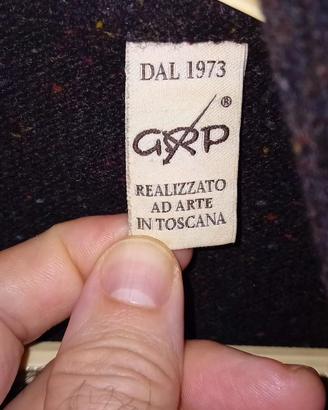 DAL 1973
GRP®
REALIZZATO
AD ARTE
IN TOSCANA